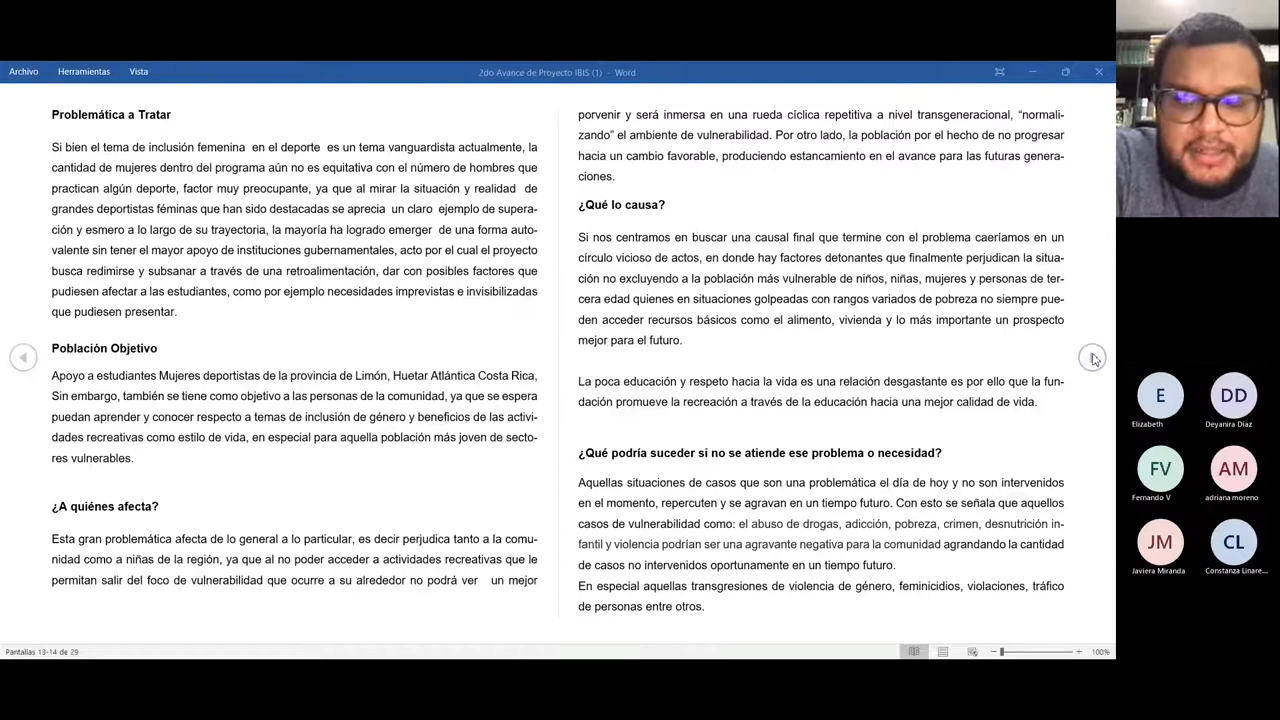 Archivo Herramientas Vista
2do Avance de Proyecto IBIS (1) - Word
Problemática a Tratar
Si bien el tema de inclusión femenina en el deporte es un tema vanguardista actualmente, la
cantidad de mujeres dentro del programa aún no es equitativa con el número de hombres que
practican algún deporte, factor muy preocupante, ya que al mirar la situación y realidad de
grandes deportistas féminas que han sido destacadas se aprecia un claro ejemplo de supera-
ción y esmero a lo largo de su trayectoria, la mayoría ha logrado emerger de una forma auto-
valente sin tener el mayor apoyo de instituciones gubernamentales, acto por el cual el proyecto
busca redimirse y subsanar a través de una retroalimentación, dar con posibles factores que
pudiesen afectar a las estudiantes, como por ejemplo necesidades imprevistas e invisibilizadas
que pudiesen presentar.
Población Objetivo
Apoyo a estudiantes Mujeres deportistas de la provincia de Limón, Huetar Atlántica Costa Rica,
Sin embargo, también se tiene como objetivo a las personas de la comunidad, ya que se espera
puedan aprender y conocer respecto a temas de inclusión de género y beneficios de las activi-
dades recreativas como estilo de vida, en especial para aquella población más joven de secto-
res vulnerables.
¿A quiénes afecta?
Esta gran problemática afecta de lo general a lo particular, es decir perjudica tanto a la comu-
nidad como a niñas de la región, ya que al no poder acceder a actividades recreativas que le
permitan salir del foco de vulnerabilidad que ocurre a su alrededor no podrá ver un mejor
porvenir y será inmersa en una rueda cíclica repetitiva a nivel transgeneracional, “normali-
zando” el ambiente de vulnerabilidad. Por otro lado, la población por el hecho de no progresar
hacia un cambio favorable, produciendo estancamiento en el avance para las futuras genera-
ciones.
¿Qué lo causa?
Si nos centramos en buscar una causal final que termine con el problema caeríamos en un
círculo vicioso de actos, en donde hay factores detonantes que finalmente perjudican la situa-
ción no excluyendo a la población más vulnerable de niños, niñas, mujeres y personas de ter-
cera edad quienes en situaciones golpeadas con rangos variados de pobreza no siempre pue-
den acceder recursos básicos como el alimento, vivienda y lo más importante un prospecto
mejor para el futuro.
La poca educación y respeto hacia la vida es una relación desgastante es por ello que la fun-
dación promueve la recreación a través de la educación hacia una mejor calidad de vida.
¿Qué podría suceder si no se atiende ese problema o necesidad?
Aquellas situaciones de casos que son una problemática el día de hoy y no son intervenidos
en el momento, repercuten y se agravan en un tiempo futuro. Con esto se señala que aquellos
casos de vulnerabilidad como: el abuso de drogas, adicción, pobreza, crimen, desnutrición in-
fantil y violencia podrían ser una agravante negativa para la comunidad agrandando la cantidad
de casos no intervenidos oportunamente en un tiempo futuro.
En especial aquellas transgresiones de violencia de género, feminicidios, violaciones, tráfico
de personas entre otros.
Pantallas 13-14 de 29
100%
E DD
Elizabeth Deyanira Diaz
FV AM
Fernando V adriana moreno
JM CL
Javiera Miranda Constanza Linare...